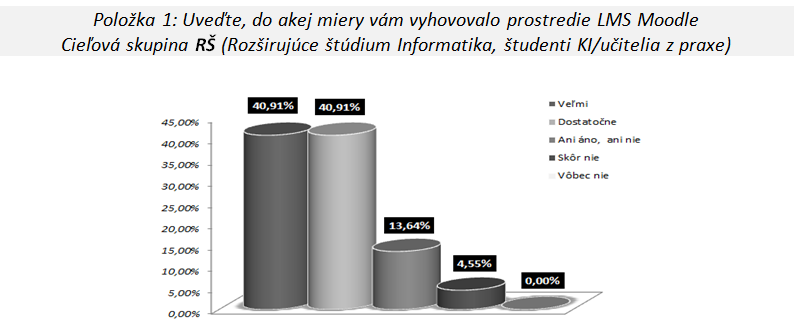 Položka 1: Uveďte, do akej miery vám vyhovovalo prostredie LMS Moodle
Cieľová skupina RŠ (Rozširujúce štúdium Informatika, študenti KI/učitelia z praxe)
40,91%
40,91%
13,64%
4,55%
0,00%
45,00%
40,00%
35,00%
30,00%
25,00%
20,00%
15,00%
10,00%
5,00%
0,00%
Veľmi
Dostatočne
Ani áno, ani nie
Skôr nie
Vôbec nie